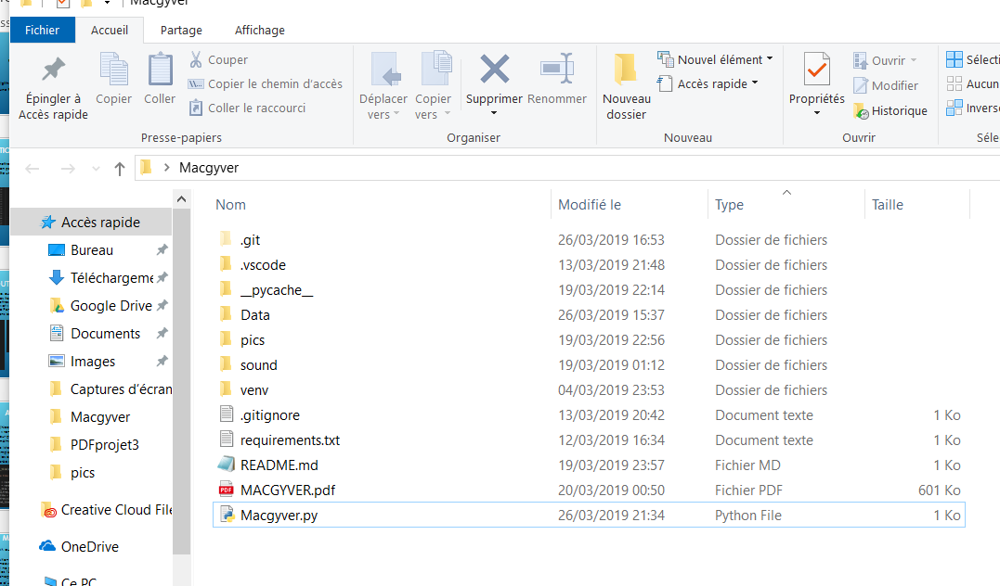 Macgyver
Fichier Accueil Partage Affichage
Épingler à Accès rapide
Copier
Coller
Couper
Copier le chemin d'accès
Coller le raccourci
Presse-papiers
Déplacer vers
Copier vers
Supprimer
Renommer
Organiser
Nouveau dossier
Nouvel élément
Accès rapide
Nouveau
Propriétés
Ouvrir
Modifier
Historique
Ouvrir
Sélecti
Aucun
Inverse
Séle
Macgyver
Accès rapide
Bureau
Téléchargeme
Google Drive
Documents
Images
Captures d'écran
Macgyver
PDFprojet3
pics
Creative Cloud File
OneDrive
Ce PC
Nom Modifié le Type Taille
.git 26/03/2019 16:53 Dossier de fichiers
.vscode 13/03/2019 21:48 Dossier de fichiers
__pycache__ 19/03/2019 22:14 Dossier de fichiers
Data 26/03/2019 15:37 Dossier de fichiers
pics 19/03/2019 22:56 Dossier de fichiers
sound 19/03/2019 01:12 Dossier de fichiers
venv 04/03/2019 23:53 Dossier de fichiers
.gitignore 13/03/2019 20:42 Document texte 1 Ko
requirements.txt 12/03/2019 16:34 Document texte 1 Ko
README.md 19/03/2019 23:57 Fichier MD 1 Ko
PDF MACGYVER.pdf 20/03/2019 00:50 Fichier PDF 601 Ko
Macgyver.py 26/03/2019 21:34 Python File 1 Ko